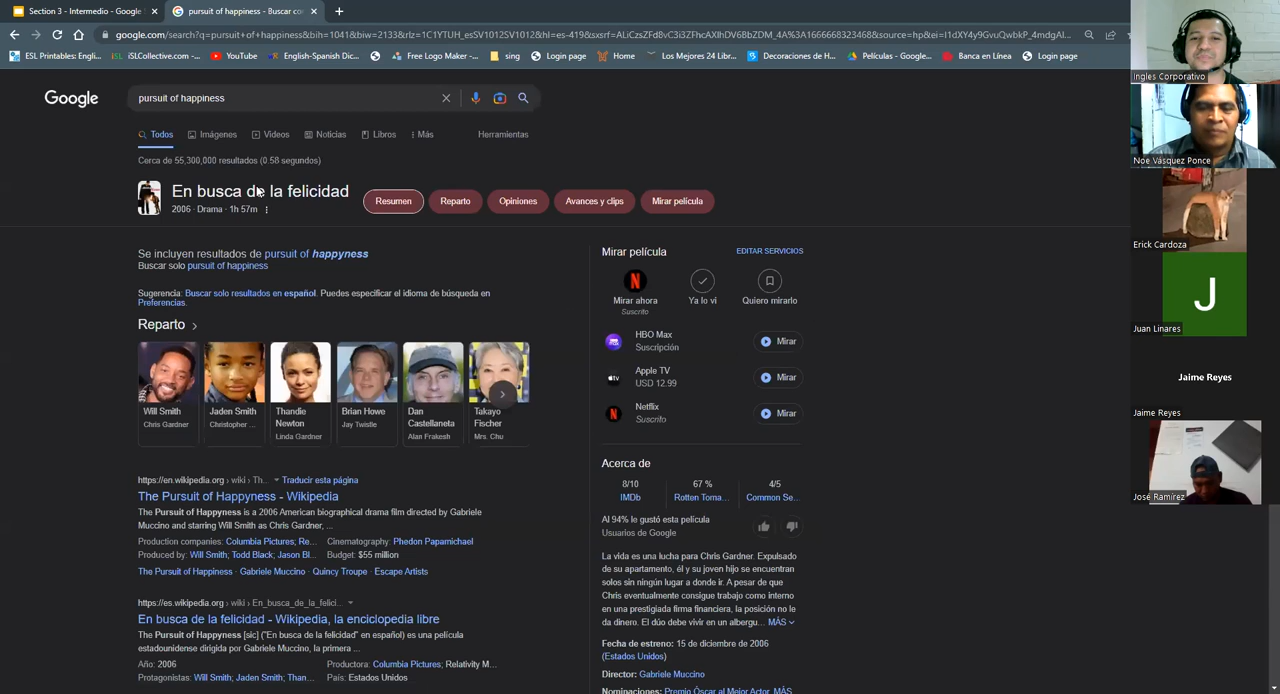 Section 3 - Intermedio - Google
pursuit of happiness - Buscar co
google.com/search?q=pursuit+of+happiness&bih=1041&biw=2133&rlz=1C1YTUH_esSV1012SV1012&hl=es-419&sxsrf=
ESL Printables: Engli...
iSLCollective.com -...
YouTube
English-Spanish Dic...
Free Logo Maker -...
sing
Login page
Home
Los Mejores 24 Libr...
Decoraciones de H...
Películas - Google...
Banca en Línea
Login page
Google
pursuit of happiness
Todos
Imágenes
Videos
Noticias
Libros
Más
Herramientas
Cerca de 55,300,000 resultados (0.58 segundos)
En busca de la felicidad
2006 · Drama · 1h 57m
Resumen
Reparto
Opiniones
Avances y clips
Mirar película
Se incluyen resultados de pursuit of happyness
Buscar solo pursuit of happiness
Sugerencia: Buscar solo resultados en español. Puedes especificar el idioma de búsqueda en
Preferencias.
Reparto
Will Smith
Chris Gardner
Jaden Smith
Christopher ...
Thandie
Newton
Linda Gardner
Brian Howe
Jay Twistle
Dan
Castellaneta
Alan Frakesh
Takayo
Fischer
Mrs. Chu
https://en.wikipedia.org › wiki › Th... Traducir esta página
The Pursuit of Happyness - Wikipedia
The Pursuit of Happyness is a 2006 American biographical drama film directed by Gabriele
Muccino and starring Will Smith as Chris Gardner, ...
Production companies: Columbia Pictures; Re... Cinematography: Phedon Papamichael
Produced by: Will Smith; Todd Black; Jason Bl... Budget: $55 million
The Pursuit of Happiness · Gabriele Muccino · Quincy Troupe · Escape Artists
https://es.wikipedia.org › wiki › En_busca_de_la_felici...
En busca de la felicidad - Wikipedia, la enciclopedia libre
The Pursuit of Happyness [sic] ("En busca de la felicidad" en español) es una película
estadounidense dirigida por Gabriele Muccino, la primera ...
Año: 2006 Productora: Columbia Pictures; Relativity M...
Protagonistas: Will Smith; Jaden Smith; Than... País: Estados Unidos
Mirar película
EDITAR SERVICIOS
Mirar ahora
Suscrito
Ya lo vi
Quiero mirarlo
HBO Max
Suscripción
Mirar
Apple TV
USD 12.99
Mirar
Netflix
Suscrito
Mirar
Acerca de
8/10
IMDb
67 %
Rotten Toma...
4/5
Common Se...
Al 94% le gustó esta película
Usuarios de Google
La vida es una lucha para Chris Gardner. Expulsado
de su apartamento, él y su joven hijo se encuentran
solos sin ningún lugar a donde ir. A pesar de que
Chris eventualmente consigue trabajo como interno
en una prestigiada firma financiera, la posición no le
da dinero. El dúo debe vivir en un albergu... MÁS
Fecha de estreno: 15 de diciembre de 2006
(Estados Unidos)
Director: Gabriele Muccino
Nominaciones: Premio Óscar al Mejor Actor, MÁS
Ingles Corporativo
Noe Vásquez Ponce
Erick Cardoza
J
Juan Linares
Jaime Reyes
Jaime Reyes
José Ramírez